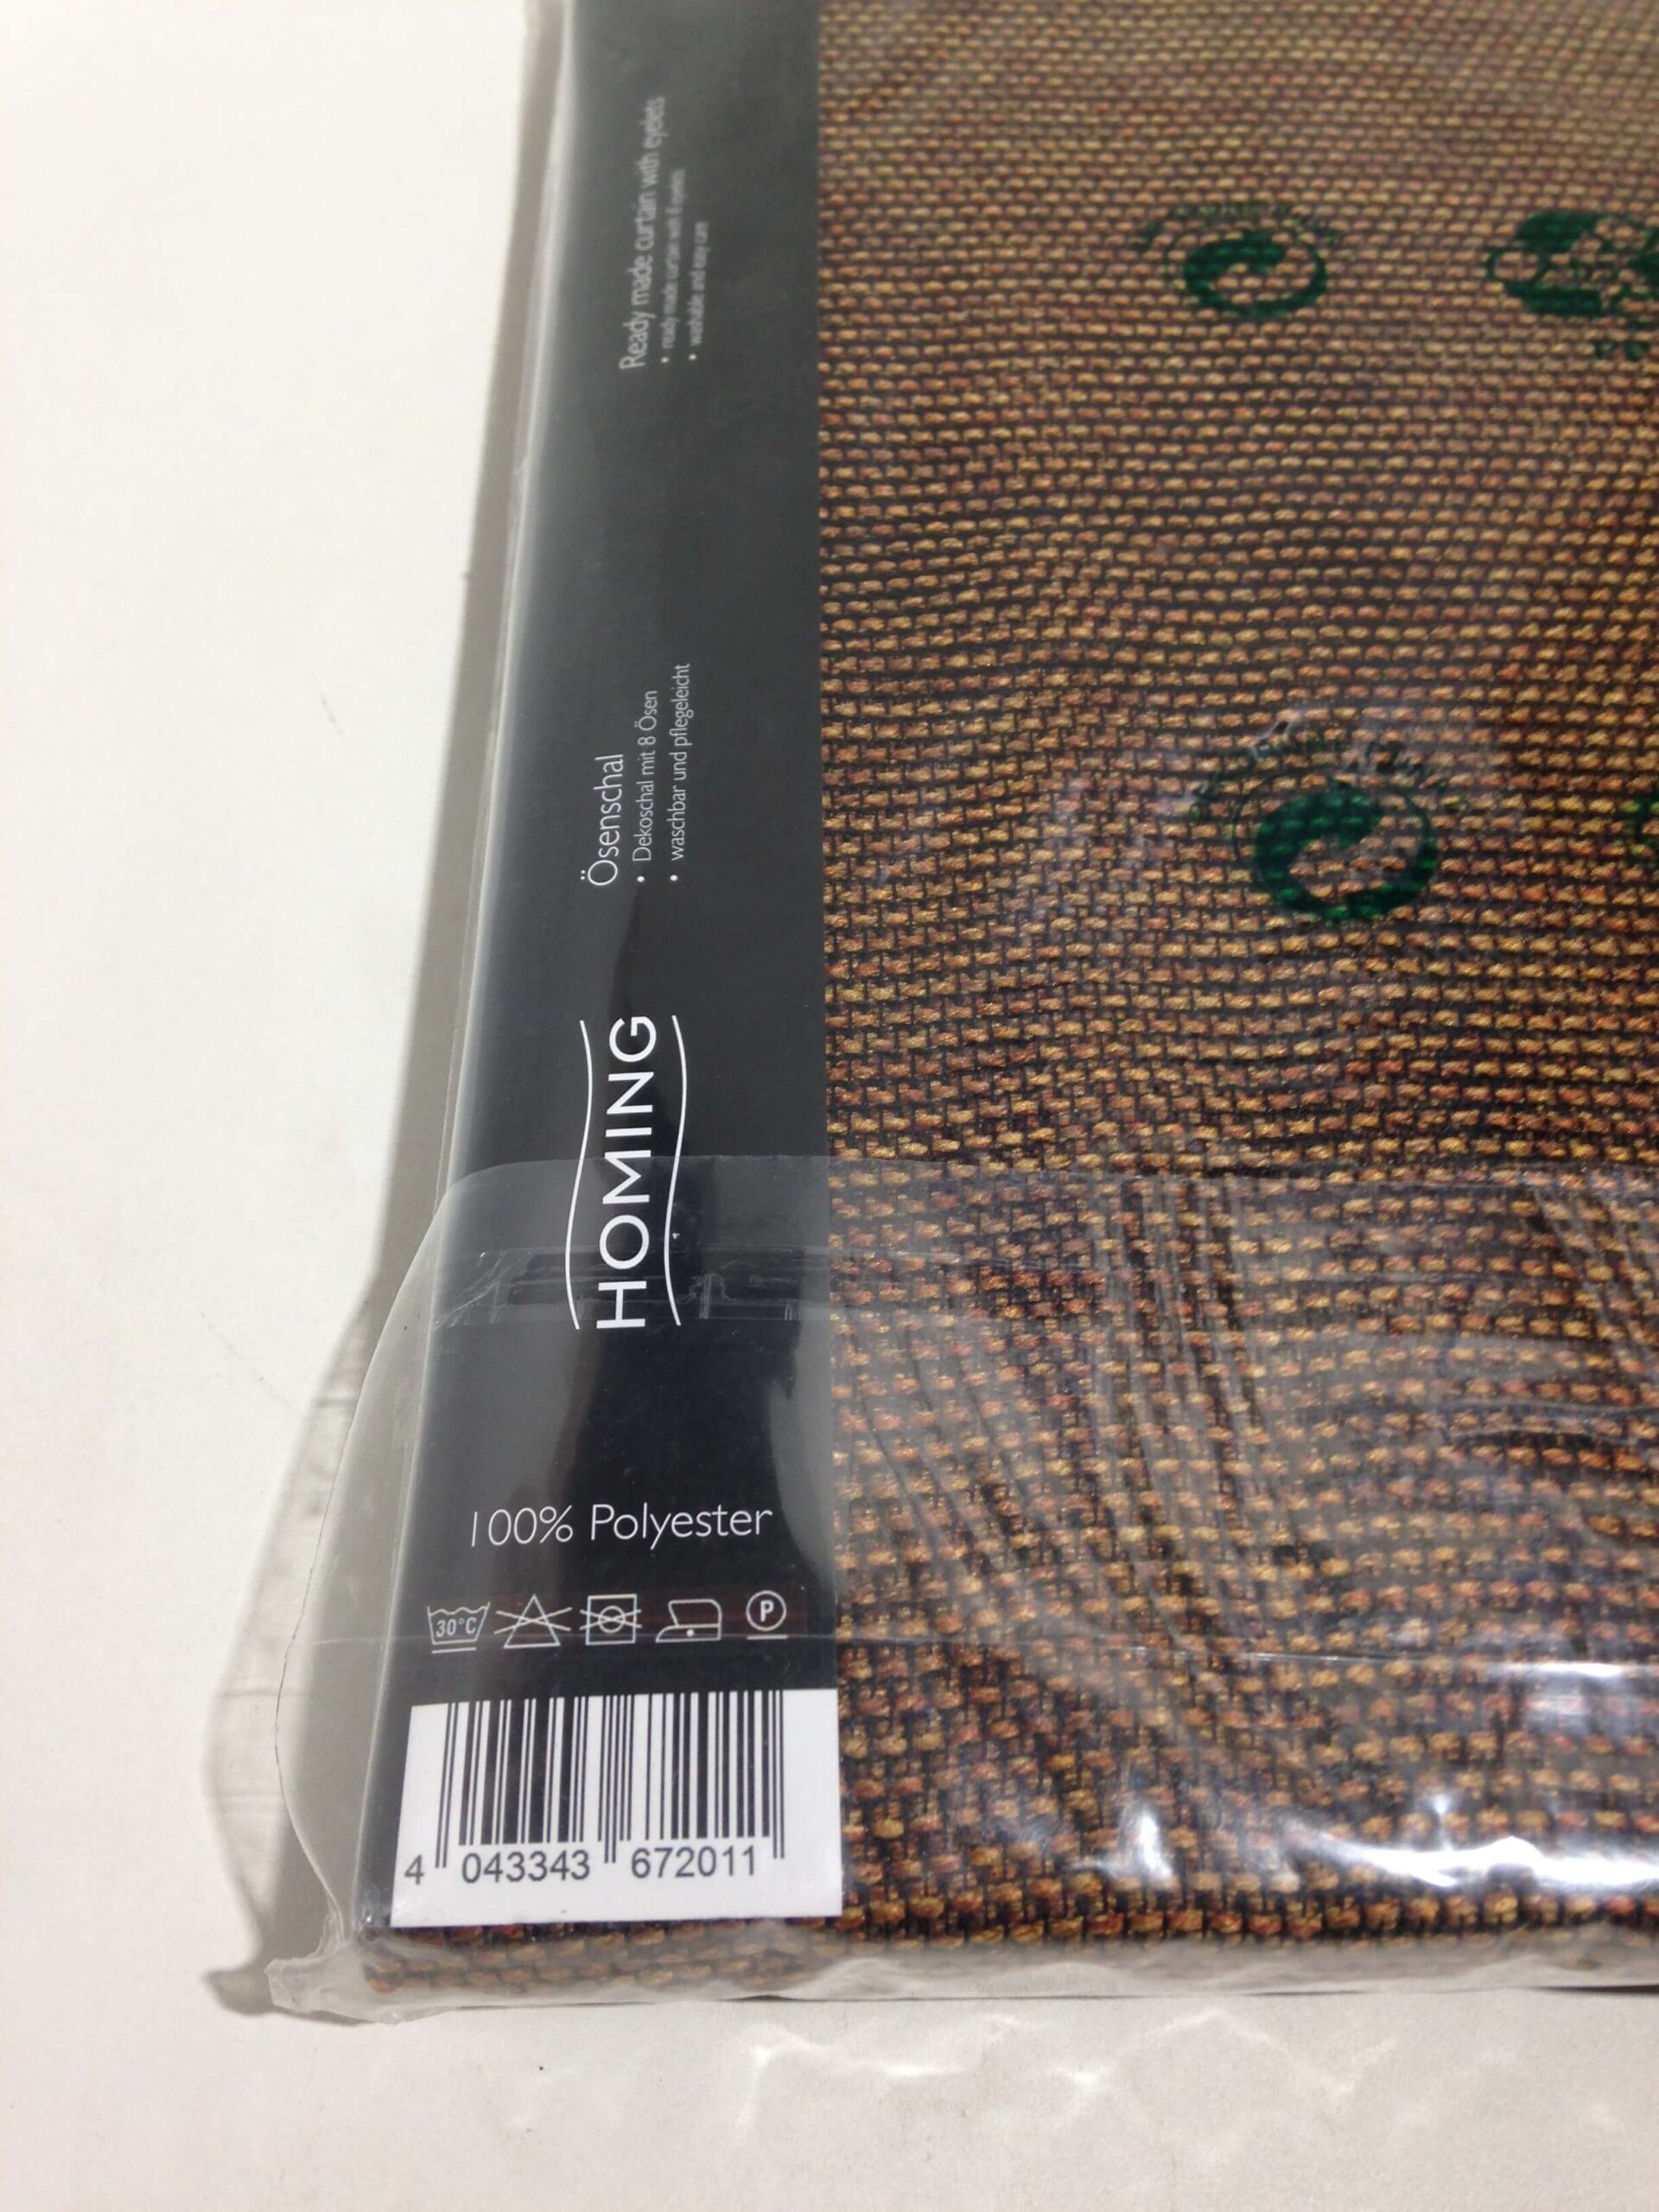 Ready made curtain with eyelets
• ready made curtain with 8 eyelets
• washable and easy care
Ösenschal
• Dekoschal mit 8 Ösen
• waschbar und pflegeleicht
HOMING
100% Polyester
30°C
P
4 043343 672011